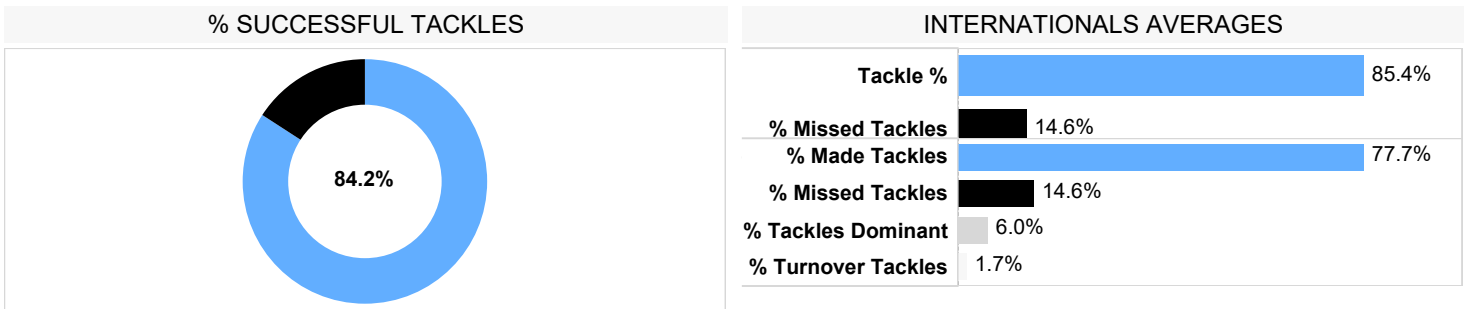 % SUCCESSFUL TACKLES
84.2%
INTERNATIONALS AVERAGES
Tackle % 85.4%
% Missed Tackles 14.6%
% Made Tackles 77.7%
% Missed Tackles 14.6%
% Tackles Dominant 6.0%
% Turnover Tackles 1.7%